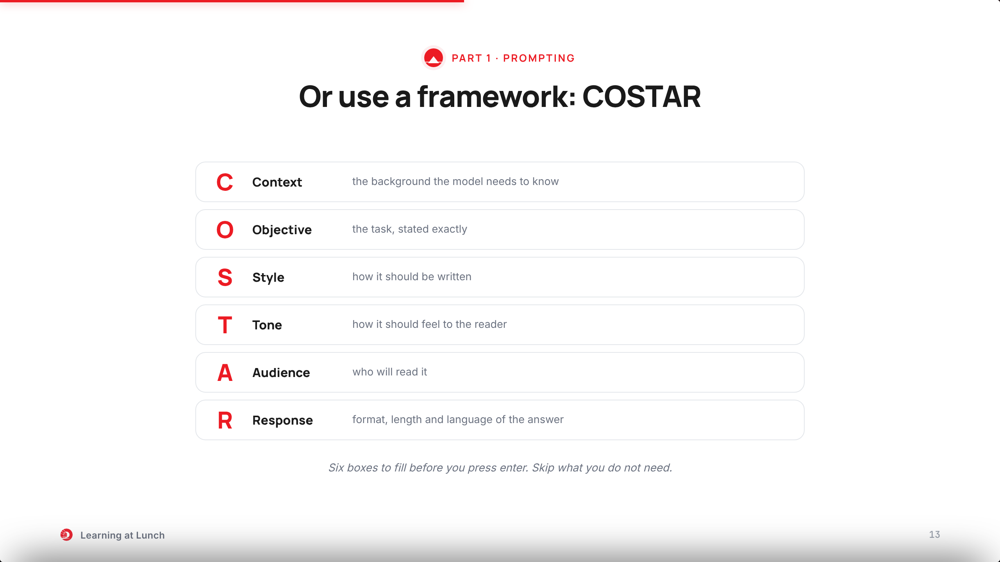 PART 1 · PROMPTING
Or use a framework: COSTAR
C Context the background the model needs to know
O Objective the task, stated exactly
S Style how it should be written
T Tone how it should feel to the reader
A Audience who will read it
R Response format, length and language of the answer
Six boxes to fill before you press enter. Skip what you do not need.
Learning at Lunch 13